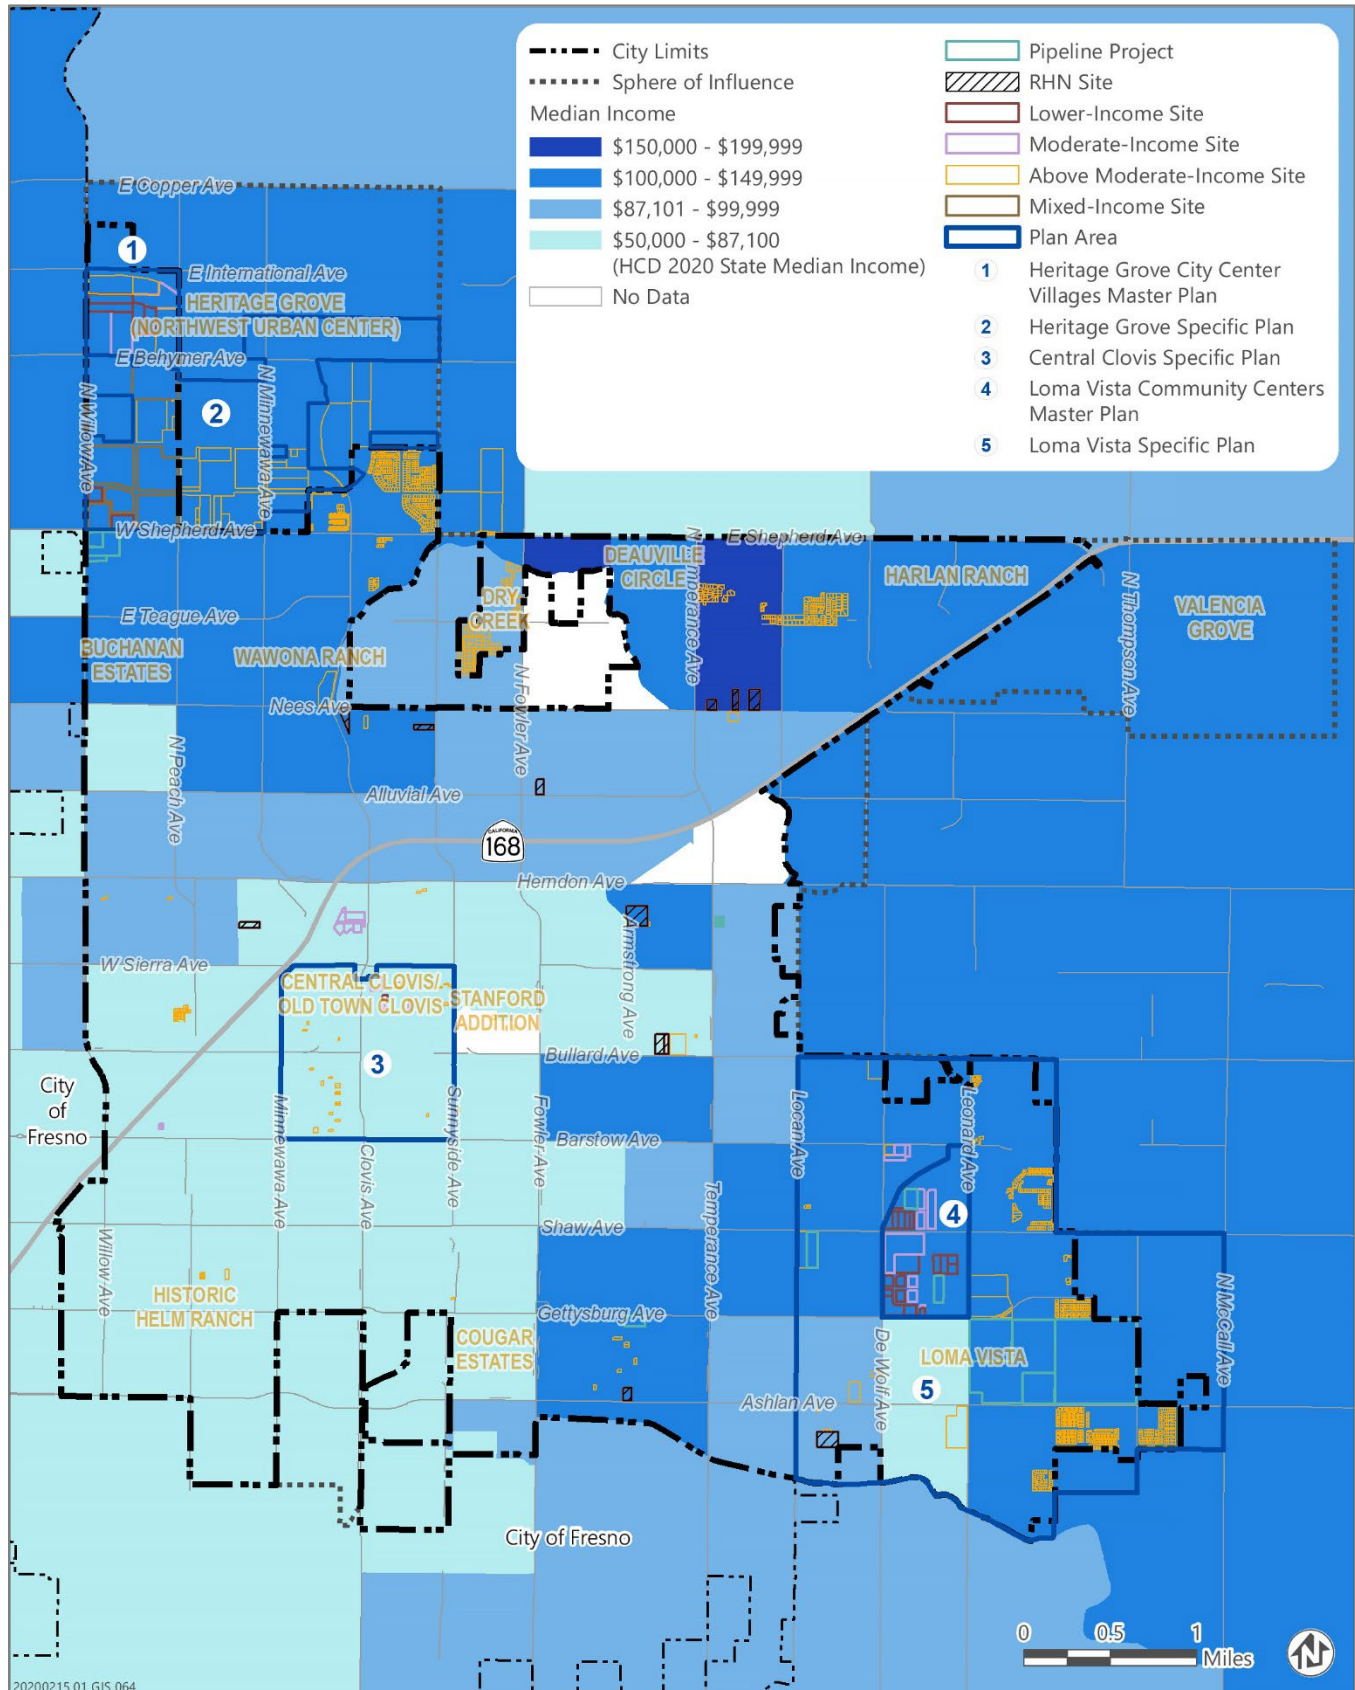 City Limits
Sphere of Influence
Median Income
$150,000 - $199,999
$100,000 - $149,999
$87,101 - $99,999
$50,000 - $87,100
(HCD 2020 State Median Income)
No Data
Pipeline Project
RHN Site
Lower-Income Site
Moderate-Income Site
Above Moderate-Income Site
Mixed-Income Site
Plan Area
1 Heritage Grove City Center
Villages Master Plan
2 Heritage Grove Specific Plan
3 Central Clovis Specific Plan
4 Loma Vista Community Centers
Master Plan
5 Loma Vista Specific Plan
E Copper Ave
1
E International Ave
HERITAGE GROVE
(NORTHWEST URBAN CENTER)
E Behymer Ave
N Willow Ave
2
N Minnewawa Ave
W Shepherd Ave
E Shepherd Ave
DEAUVILLE
CIRCLE
N Temperance Ave
HARLAN RANCH
N Thompson Ave
VALENCIA
GROVE
DRY
CREEK
E Teague Ave
BUCHANAN
ESTATES
WAWONA RANCH
N Fowler Ave
Nees Ave
N Peach Ave
Alluvial Ave
CALIFORNIA
168
Herndon Ave
Armstrong Ave
W Sierra Ave
CENTRAL CLOVIS/
OLD TOWN CLOVIS
STANFORD
ADDITION
3
Bullard Ave
City
of
Fresno
Minnewawa Ave
Clovis Ave
Sunnyside Ave
Fowler Ave
Barstow Ave
Locan Ave
Leonard Ave
4
Shaw Ave
Temperance Ave
Willow Ave
HISTORIC
HELM RANCH
Gettysburg Ave
COUGAR
ESTATES
De Wolf Ave
LOMA VISTA
5
N McCall Ave
Ashlan Ave
City of Fresno
0 0.5 1
Miles
N
20200215.01 GIS 064